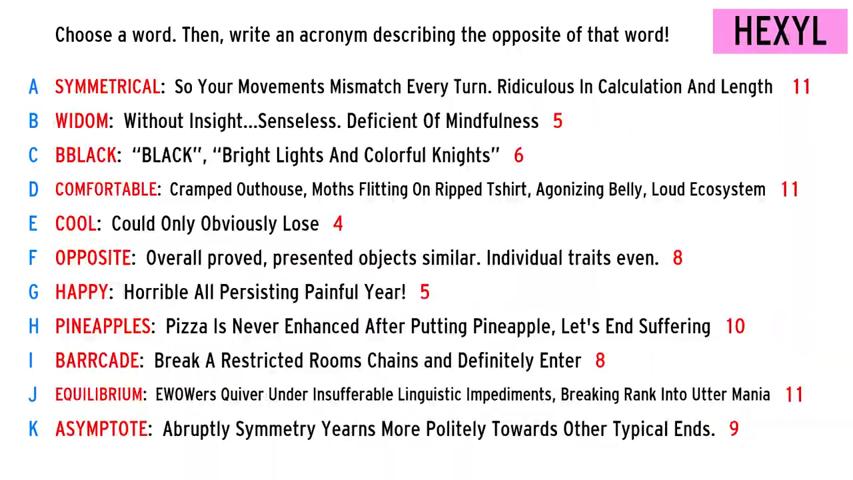 Choose a word. Then, write an acronym describing the opposite of that word!
HEXYL
A SYMMETRICAL: So Your Movements Mismatch Every Turn. Ridiculous In Calculation And Length 11
B WIDOM: Without Insight...Senseless. Deficient Of Mindfulness 5
C BBLACK: “BLACK”, “Bright Lights And Colorful Knights” 6
D COMFORTABLE: Cramped Outhouse, Moths Flitting On Ripped Tshirt, Agonizing Belly, Loud Ecosystem 11
E COOL: Could Only Obviously Lose 4
F OPPOSITE: Overall proved, presented objects similar. Individual traits even. 8
G HAPPY: Horrible All Persisting Painful Year! 5
H PINEAPPLES: Pizza Is Never Enhanced After Putting Pineapple, Let's End Suffering 10
I BARRCADE: Break A Restricted Rooms Chains and Definitely Enter 8
J EQUILIBRIUM: EWOWers Quiver Under Insufferable Linguistic Impediments, Breaking Rank Into Utter Mania 11
K ASYMPTOTE: Abruptly Symmetry Yearns More Politely Towards Other Typical Ends. 9